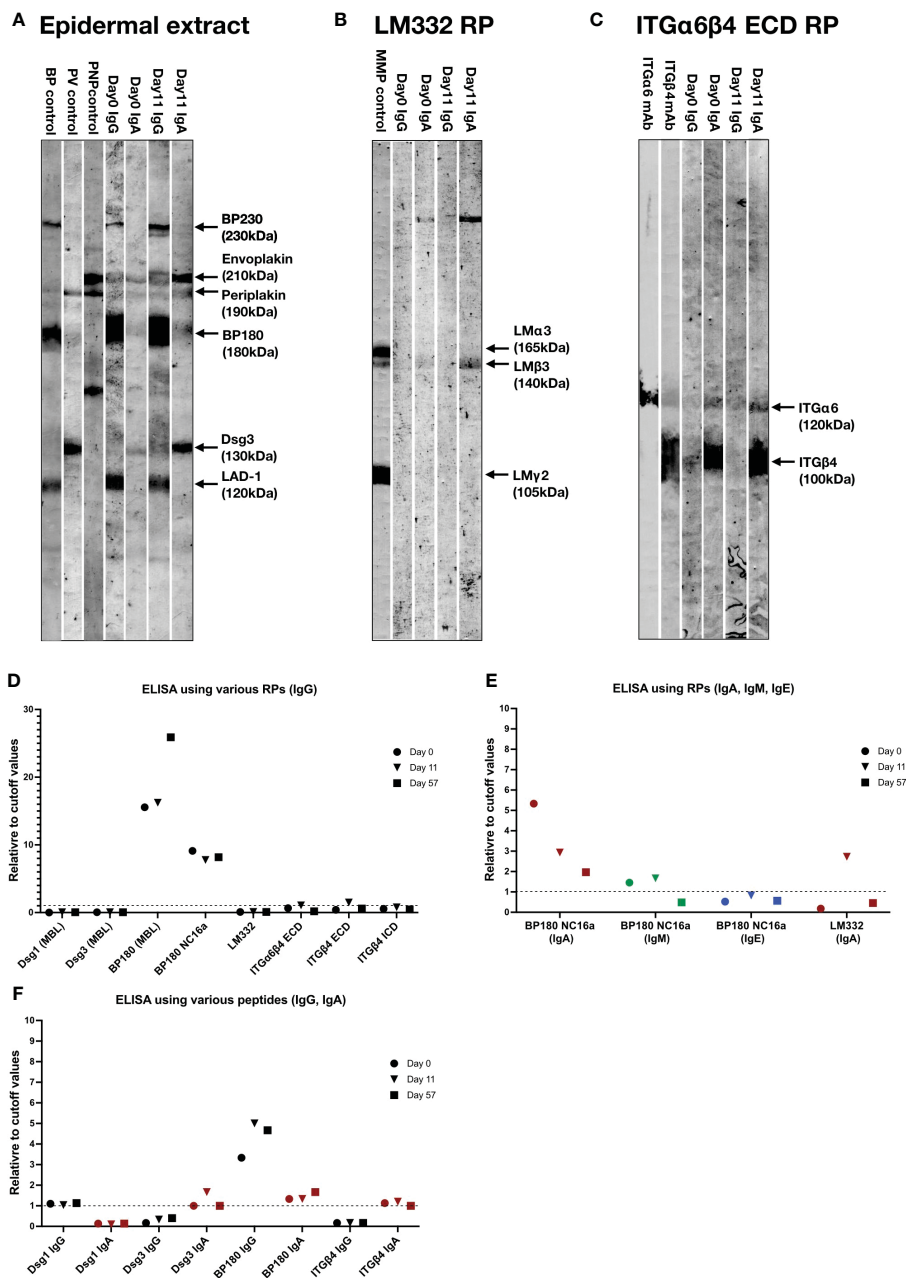 A Epidermal extract
BP control
PV control
PNPcontrol
Day0 IgG
Day0 IgA
Day11 IgG
Day11 IgA
BP230
(230kDa)
Envoplakin
(210kDa)
Periplakin
(190kDa)
BP180
(180kDa)
Dsg3
(130kDa)
LAD-1
(120kDa)
B LM332 RP
MMP control
Day0 IgG
Day0 IgA
Day11 IgG
Day11 IgA
LMα3
(165kDa)
LMβ3
(140kDa)
LMγ2
(105kDa)
C ITGα6β4 ECD RP
ITGα6 mAb
ITGβ4mAb
Day0 IgG
Day0 IgA
Day11 IgG
Day11 IgA
ITGα6
(120kDa)
ITGβ4
(100kDa)
D
ELISA using various RPs (IgG)
Relativre to cutoff values
30
20
10
0
Day 0
Day 11
Day 57
Dsg1 (MBL)
Dsg3 (MBL)
BP180 (MBL)
BP180 NC16a
LM332
ITGα6β4 ECD
ITGβ4 ECD
ITGβ4 ICD
E
ELISA using RPs (IgA, IgM, IgE)
Relativre to cutoff values
10
9
8
7
6
5
4
3
2
1
0
Day 0
Day 11
Day 57
BP180 NC16a
(IgA)
BP180 NC16a
(IgM)
BP180 NC16a
(IgE)
LM332
(IgA)
F
ELISA using various peptides (IgG, IgA)
Relativre to cutoff values
10
9
8
7
6
5
4
3
2
1
0
Day 0
Day 11
Day 57
Dsg1 IgG
Dsg1 IgA
Dsg3 IgG
Dsg3 IgA
BP180 IgG
BP180 IgA
ITGβ4 IgG
ITGβ4 IgA